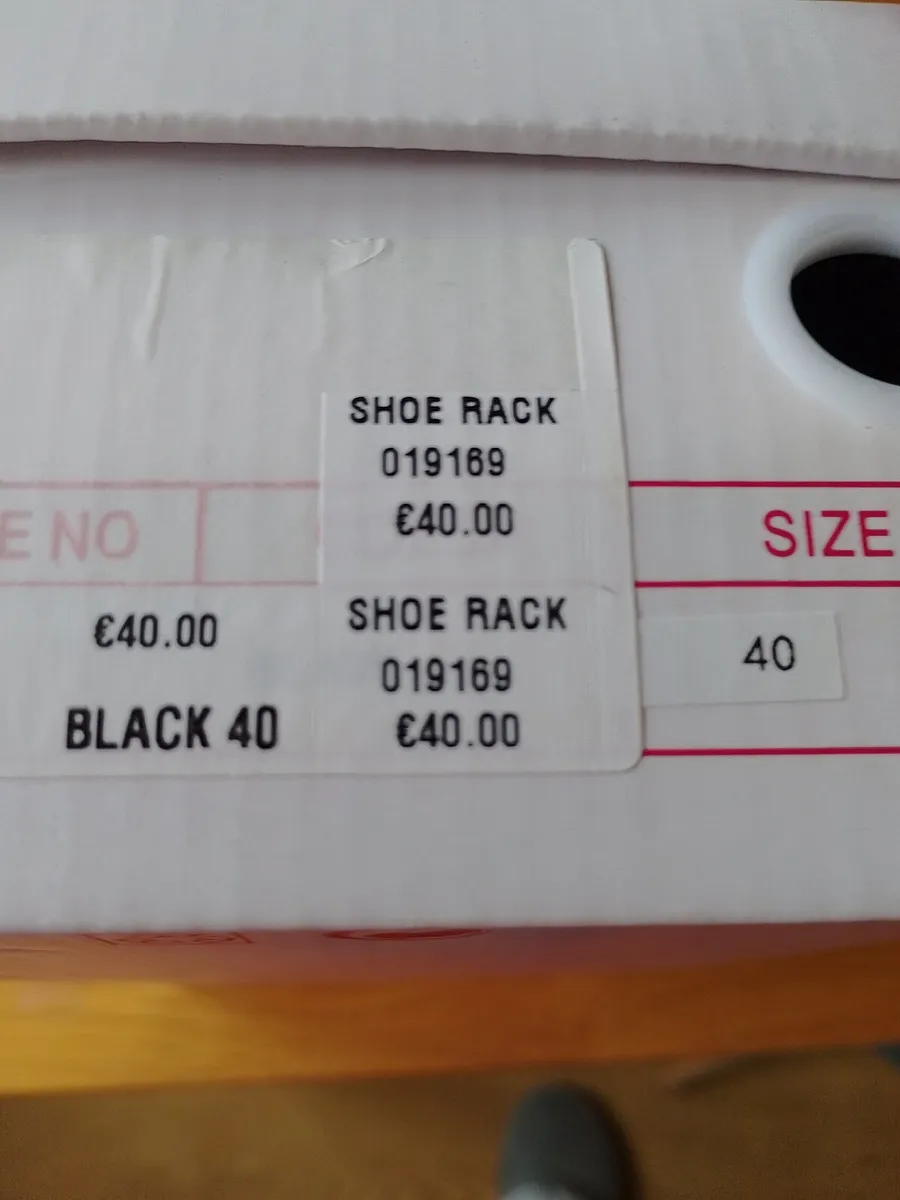 SHOE RACK
019169
€40.00
E NO
SIZE
SHOE RACK
019169
€40.00
€40.00
BLACK 40
40